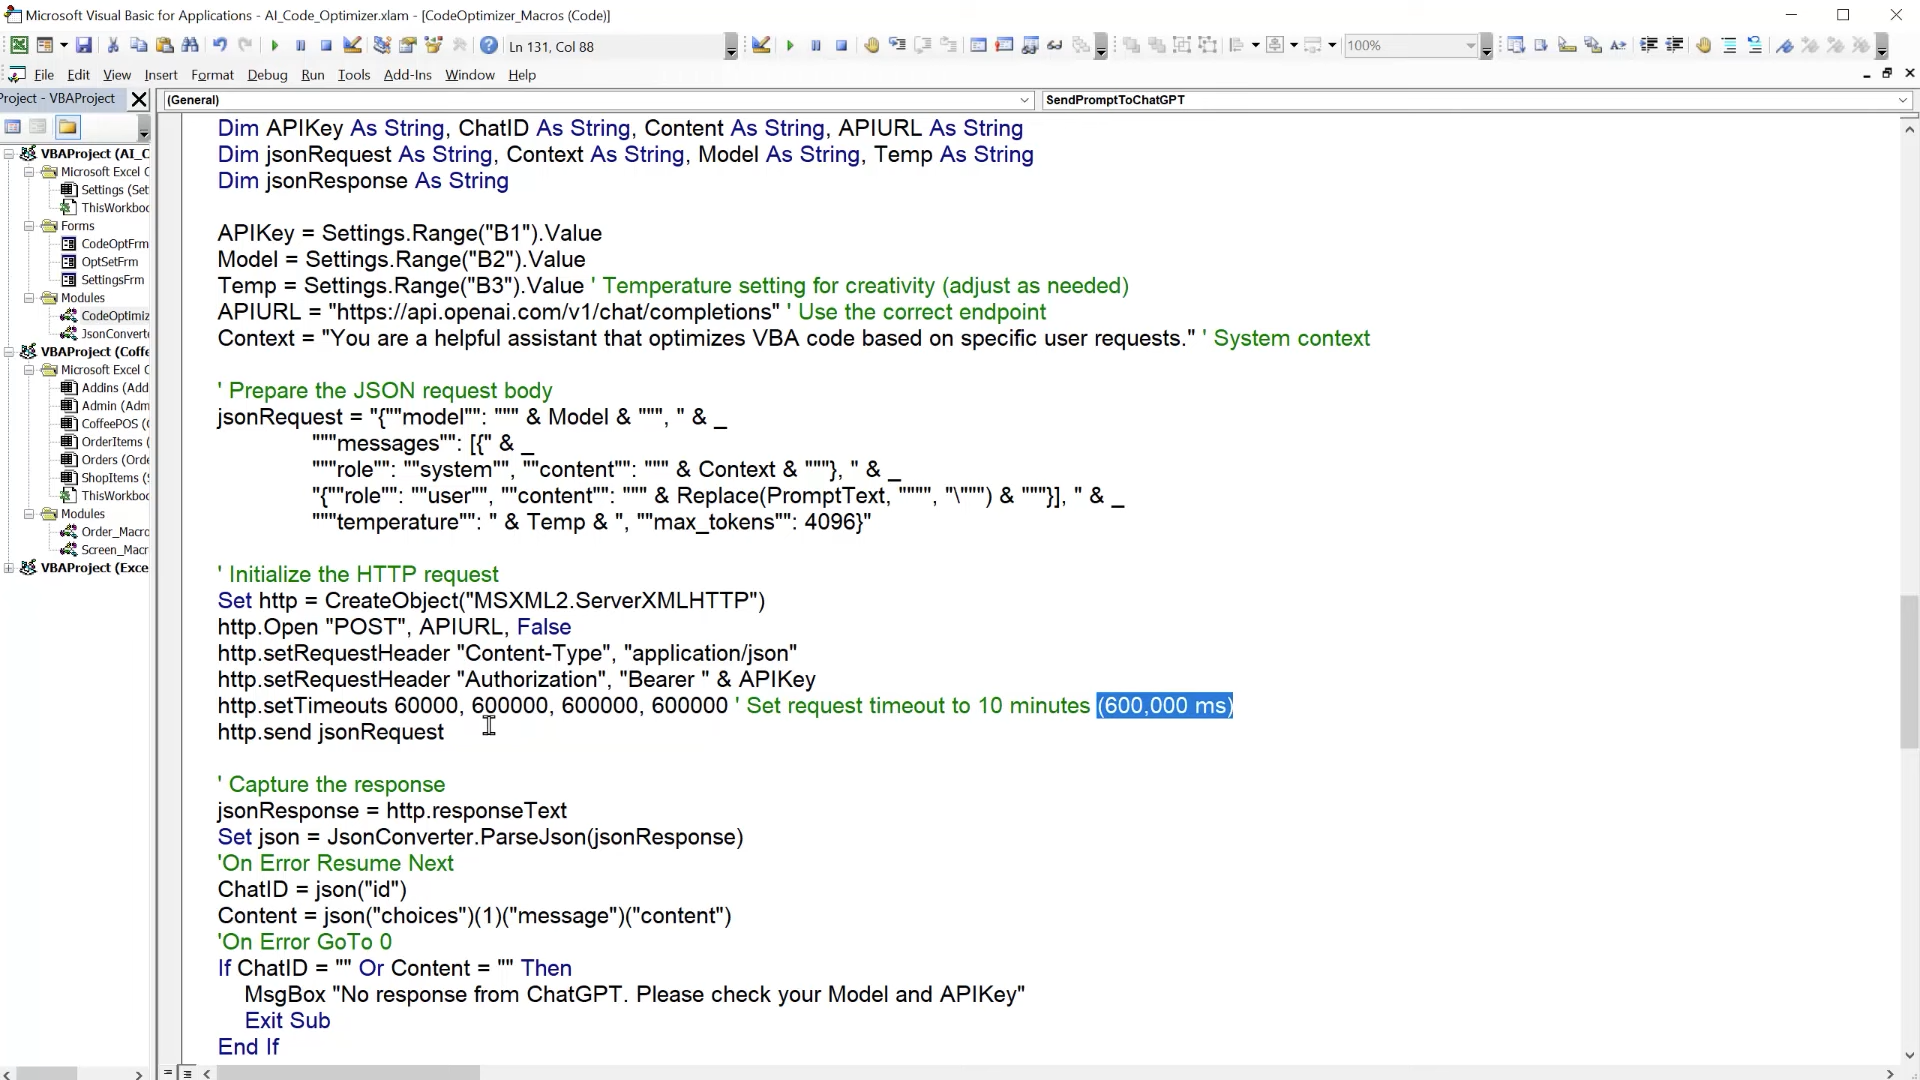 Microsoft Visual Basic for Applications - AI_Code_Optimizer.xlam - [CodeOptimizer_Macros (Code)]
Ln 131, Col 88
100%
File Edit View Insert Format Debug Run Tools Add-Ins Window Help
Project - VBAProject
(General)
SendPromptToChatGPT
VBAProject (AI_C
Microsoft Excel O
Settings (Set
ThisWorkboo
Forms
CodeOptFrm
OptSetFrm
SettingsFrm
Modules
CodeOptimiz
JsonConverte
VBAProject (Coffe
Microsoft Excel O
Addins (Add
Admin (Adm
CoffeePOS (
OrderItems (
Orders (Orde
ShopItems (S
ThisWorkboo
Modules
Order_Macro
Screen_Macr
VBAProject (Exce
Dim APIKey As String, ChatID As String, Content As String, APIURL As String
Dim jsonRequest As String, Context As String, Model As String, Temp As String
Dim jsonResponse As String
APIKey = Settings.Range("B1").Value
Model = Settings.Range("B2").Value
Temp = Settings.Range("B3").Value ' Temperature setting for creativity (adjust as needed)
APIURL = "https://api.openai.com/v1/chat/completions" ' Use the correct endpoint
Context = "You are a helpful assistant that optimizes VBA code based on specific user requests." ' System context
' Prepare the JSON request body
jsonRequest = "{""model"": """ & Model & """, " & _
"""messages"": [{" & _
"""role"": ""system"", ""content"": """ & Context & """}, " & _
"{""role"": ""user"", ""content"": """ & Replace(PromptText, """", "\""") & """}], " & _
"""temperature"": " & Temp & ", ""max_tokens"": 4096}"
' Initialize the HTTP request
Set http = CreateObject("MSXML2.ServerXMLHTTP")
http.Open "POST", APIURL, False
http.setRequestHeader "Content-Type", "application/json"
http.setRequestHeader "Authorization", "Bearer " & APIKey
http.setTimeouts 60000, 600000, 600000, 600000 ' Set request timeout to 10 minutes (600,000 ms)
http.send jsonRequest
' Capture the response
jsonResponse = http.responseText
Set json = JsonConverter.ParseJson(jsonResponse)
'On Error Resume Next
ChatID = json("id")
Content = json("choices")(1)("message")("content")
'On Error GoTo 0
If ChatID = "" Or Content = "" Then
MsgBox "No response from ChatGPT. Please check your Model and APIKey"
Exit Sub
End If